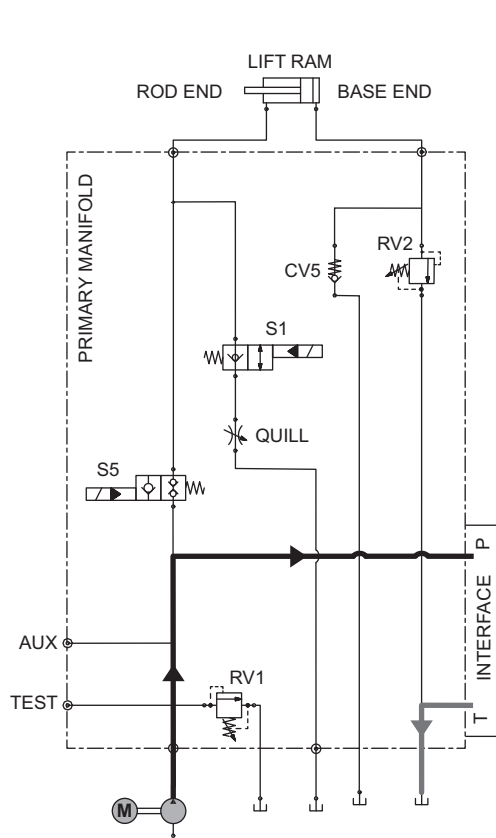 LIFT RAM
ROD END
BASE END
PRIMARY MANIFOLD
RV2
CV5
S1
QUILL
S5
P
INTERFACE
AUX
RV1
TEST
T
M